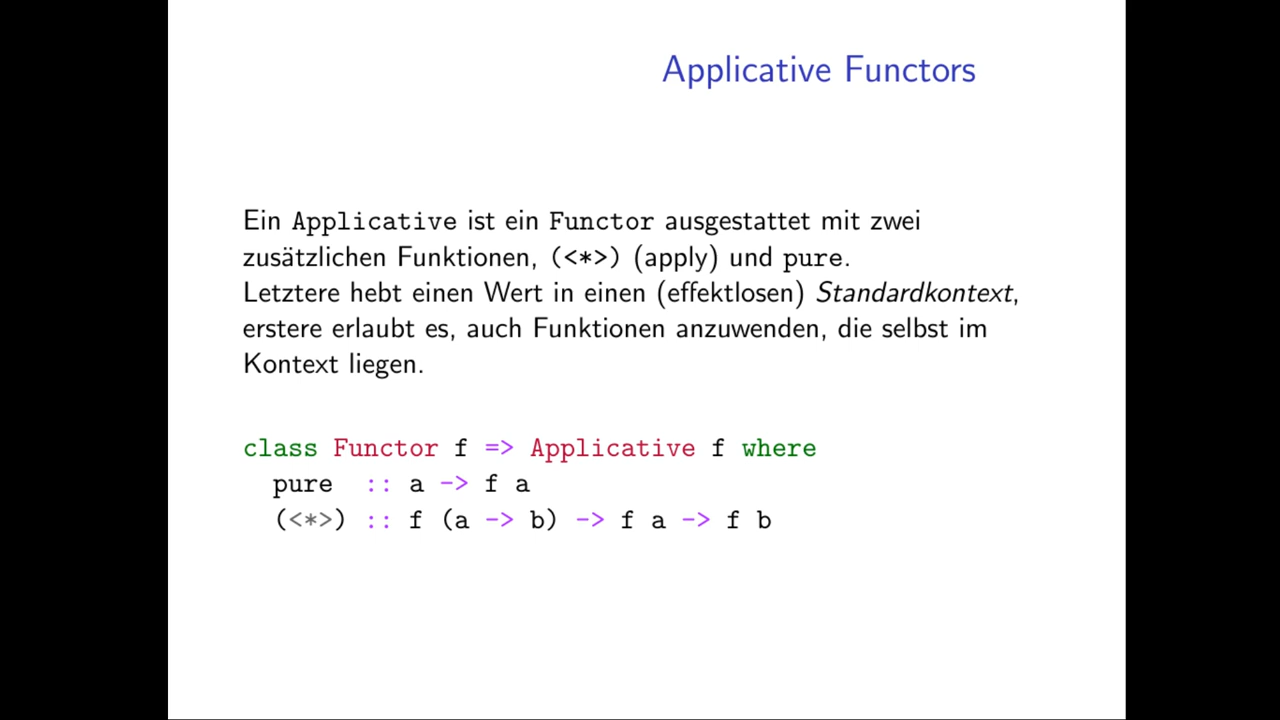 Applicative Functors
Ein Applicative ist ein Functor ausgestattet mit zwei
zusätzlichen Funktionen, (<*>) (apply) und pure.
Letztere hebt einen Wert in einen (effektlosen) Standardkontext,
erstere erlaubt es, auch Funktionen anzuwenden, die selbst im
Kontext liegen.
class Functor f => Applicative f where
  pure  :: a -> f a
  (<*>) :: f (a -> b) -> f a -> f b